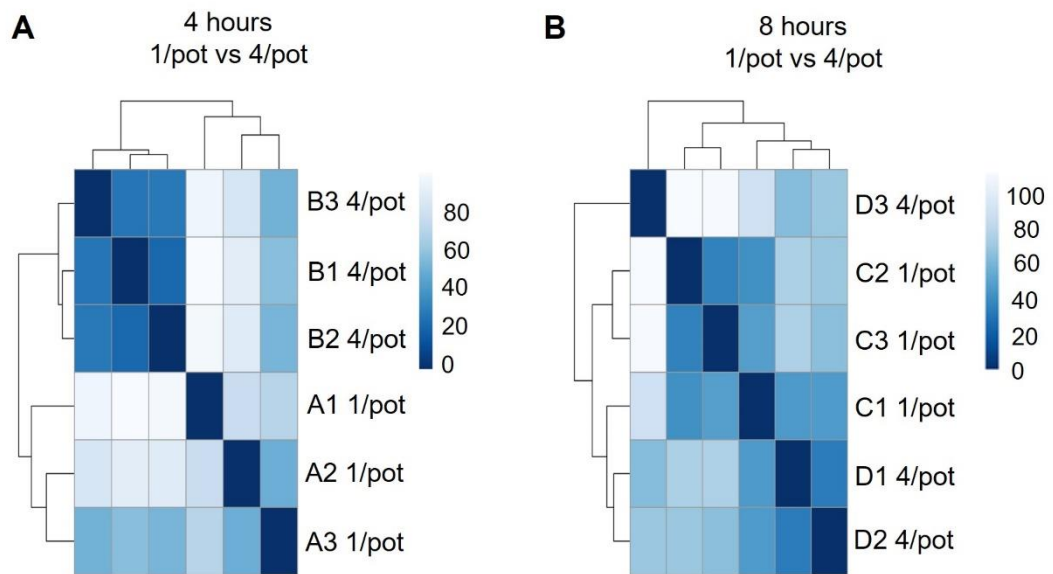 A
4 hours
1/pot vs 4/pot
B3 4/pot
B1 4/pot
B2 4/pot
A1 1/pot
A2 1/pot
A3 1/pot
80
60
40
20
0
B
8 hours
1/pot vs 4/pot
D3 4/pot
C2 1/pot
C3 1/pot
C1 1/pot
D1 4/pot
D2 4/pot
100
80
60
40
20
0